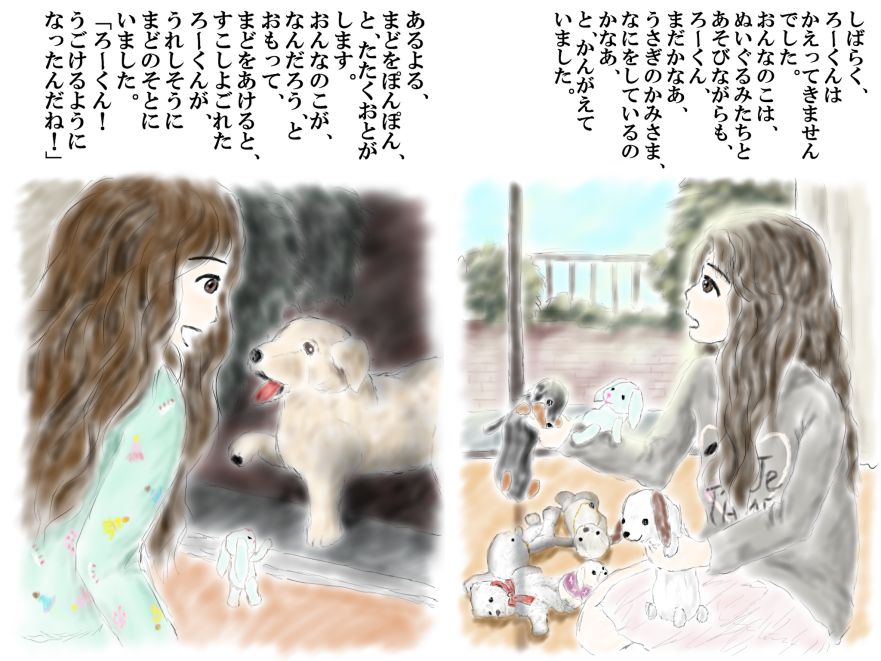 しばらく、
ろーくんは
かえってきません
でした。
おんなのこは、
ぬいぐるみたちと
あそびながらも、
ろーくん、
まだかなあ、
うさぎのかみさま、
なにをしているの
かなあ、
と、かんがえて
いました。
あるよる、
まどをぽんぽん、
と、たたくおとが
します。
おんなのこが、
なんだろう、と
おもって、
まどをあけると、
すこしよごれた
ろーくんが、
うれしそうに
まどのそとに
いました。
「ろーくん!
うごけるように
なったんだね!」